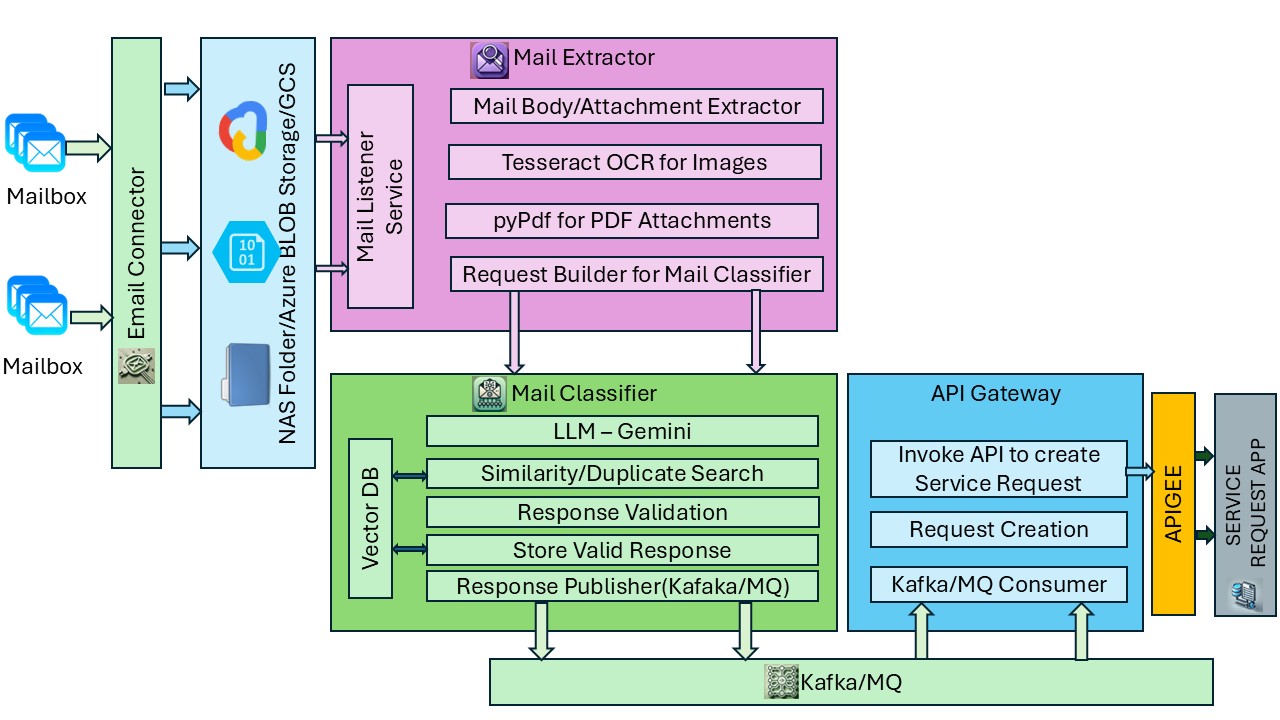 Mailbox
Mailbox
Email Connector
NAS Folder/Azure BLOB Storage/GCS
10
01
Mail Extractor
Mail Listener
Service
Mail Body/Attachment Extractor
Tesseract OCR for Images
pyPdf for PDF Attachments
Request Builder for Mail Classifier
Mail Classifier
Vector DB
LLM – Gemini
Similarity/Duplicate Search
Response Validation
Store Valid Response
Response Publisher(Kafaka/MQ)
API Gateway
Invoke API to create
Service Request
Request Creation
Kafka/MQ Consumer
APIGEE
SERVICE
REQUEST APP
Kafka/MQ